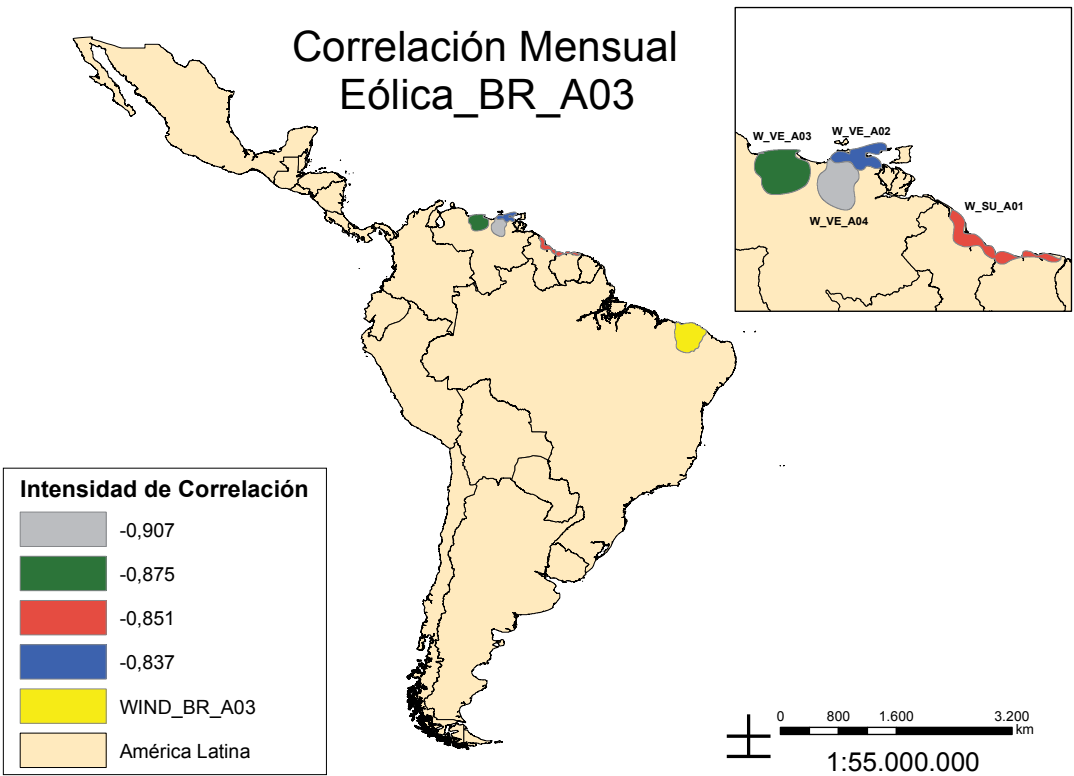 Correlación Mensual
Eólica_BR_A03
W_VE_A03
W_VE_A02
W_VE_A04
W_SU_A01
Intensidad de Correlación
-0,907
-0,875
-0,851
-0,837
WIND_BR_A03
América Latina
0 800 1.600 3.200
km
1:55.000.000